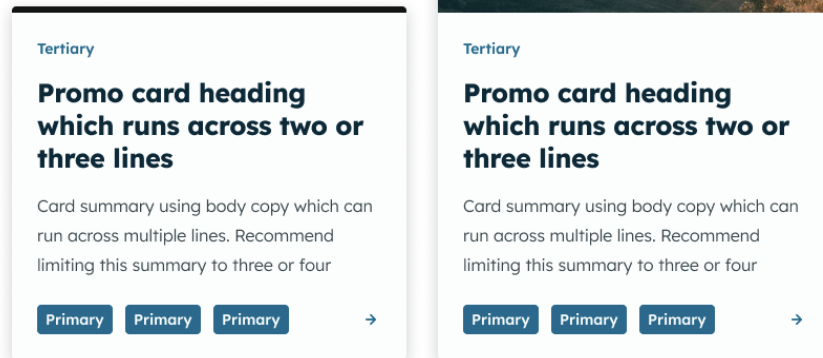 Tertiary
Promo card heading
which runs across two or
three lines
Card summary using body copy which can
run across multiple lines. Recommend
limiting this summary to three or four
Primary Primary Primary
Tertiary
Promo card heading
which runs across two or
three lines
Card summary using body copy which can
run across multiple lines. Recommend
limiting this summary to three or four
Primary Primary Primary